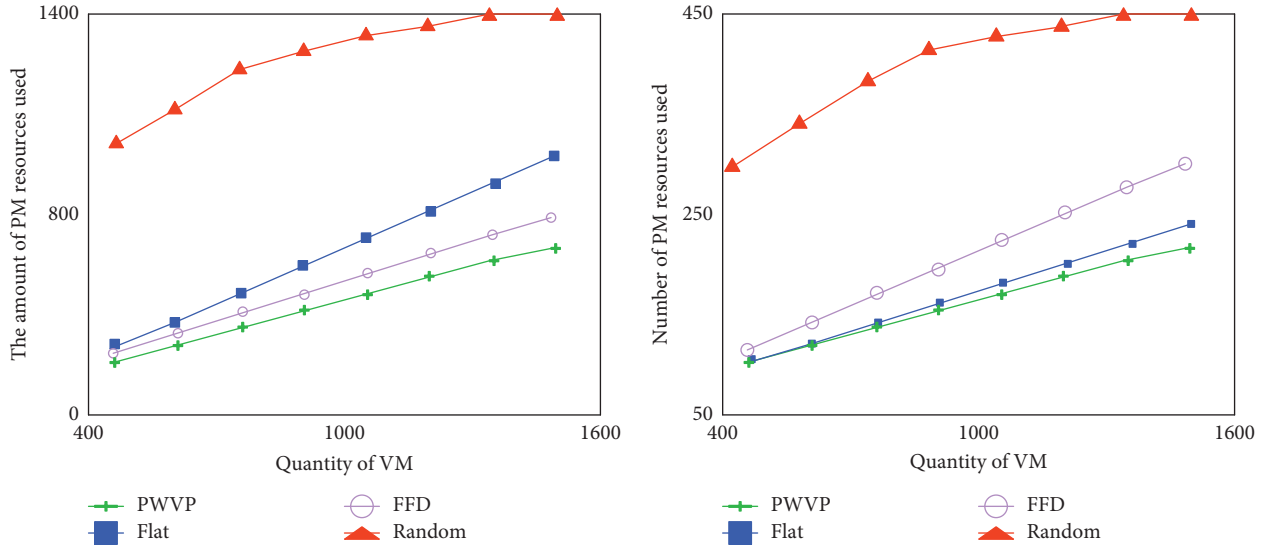 The amount of PM resources used
1400
800
0
400
1000
1600
Quantity of VM
PWVP
Flat
FFD
Random
Number of PM resources used
450
250
50
400
1000
1600
Quantity of VM
PWVP
Flat
FFD
Random